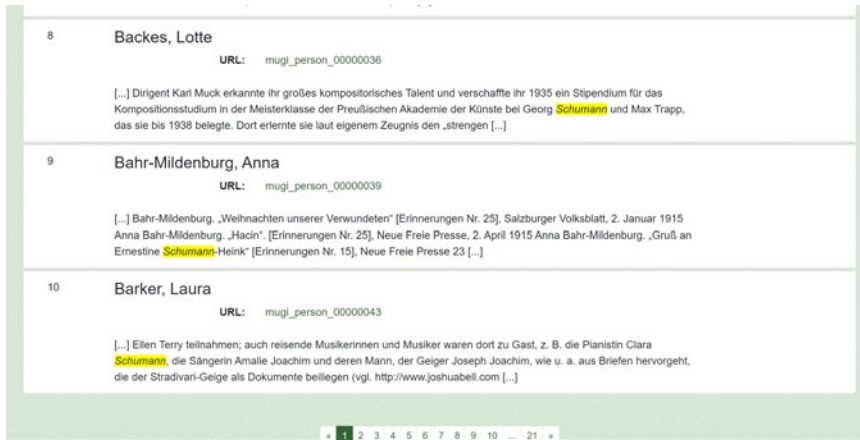 8 Backes, Lotte
URL: mugi_person_00000036
[...] Dirigent Karl Muck erkannte ihr großes kompositorisches Talent und verschaffte ihr 1935 ein Stipendium für das
Kompositionsstudium in der Meisterklasse der Preußischen Akademie der Künste bei Georg Schumann und Max Trapp,
das sie bis 1938 belegte. Dort erlernte sie laut eigenem Zeugnis den „strengen [...]
9 Bahr-Mildenburg, Anna
URL: mugi_person_00000039
[...] Bahr-Mildenburg. „Weihnachten unserer Verwundeten“ [Erinnerungen Nr. 25], Salzburger Volksblatt, 2. Januar 1915
Anna Bahr-Mildenburg. „Hacin“. [Erinnerungen Nr. 25], Neue Freie Presse, 2. April 1915 Anna Bahr-Mildenburg. „Gruß an
Ernestine Schumann-Heink“ [Erinnerungen Nr. 15], Neue Freie Presse 23 [...]
10 Barker, Laura
URL: mugi_person_00000043
[...] Ellen Terry teilnahmen; auch reisende Musikerinnen und Musiker waren dort zu Gast, z. B. die Pianistin Clara
Schumann, die Sängerin Amalie Joachim und deren Mann, der Geiger Joseph Joachim, wie u. a. aus Briefen hervorgeht,
die der Stradivari-Geige als Dokumente beiliegen (vgl. http://www.joshuabell.com [...]
« 1 2 3 4 5 6 7 8 9 10 ... 21 »